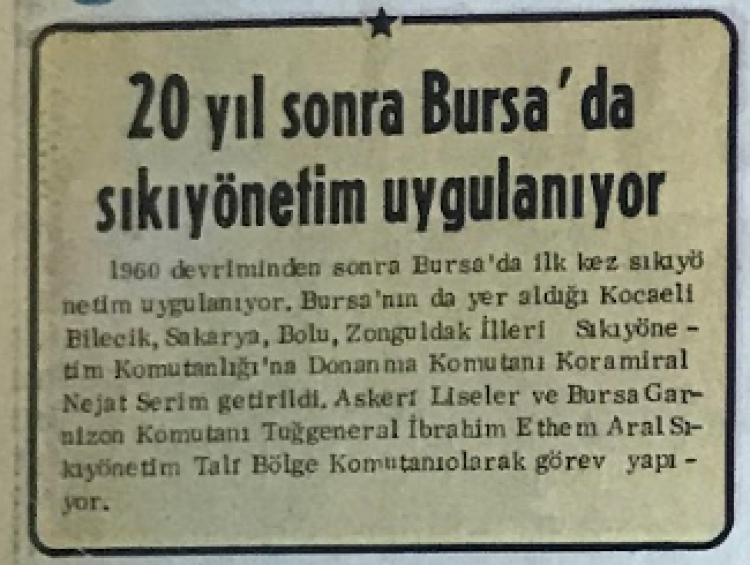 20 yıl sonra Bursa'da
sıkıyönetim uygulanıyor
1960 devriminden sonra Bursa'da ilk kez sıkıyö
netim uygulanıyor. Bursa'nın da yer aldığı Kocaeli
Bilecik, Sakarya, Bolu, Zonguldak İlleri Sıkıyöne -
tim Komutanlığı'na Donanma Komutanı Koramiral
Nejat Serim getirildi. Askerî Liseler ve Bursa Gar-
nizon Komutanı Tuğgeneral İbrahim Ethem Aral Sı-
kıyönetim Talî Bölge Komutanıolarak görev yapı -
yor.